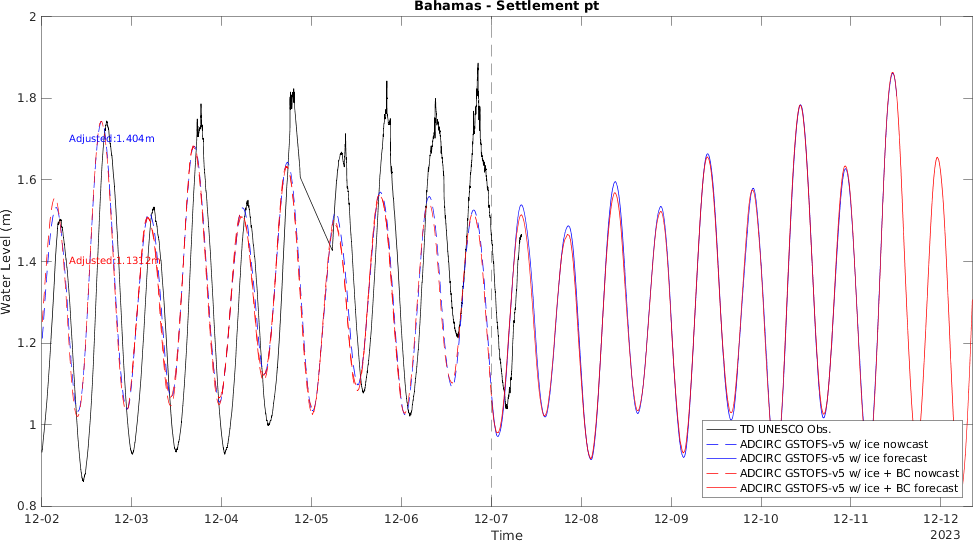 Bahamas - Settlement pt
2
1.8
1.6
1.4
1.2
1
0.8
Water Level (m)
Adjusted:1.404m
Adjusted:1.1312m
TD UNESCO Obs.
ADCIRC GSTOFS-v5 w/ ice nowcast
ADCIRC GSTOFS-v5 w/ ice forecast
ADCIRC GSTOFS-v5 w/ ice + BC nowcast
ADCIRC GSTOFS-v5 w/ ice + BC forecast
12-02 12-03 12-04 12-05 12-06 12-07 12-08 12-09 12-10 12-11 12-12
Time 2023